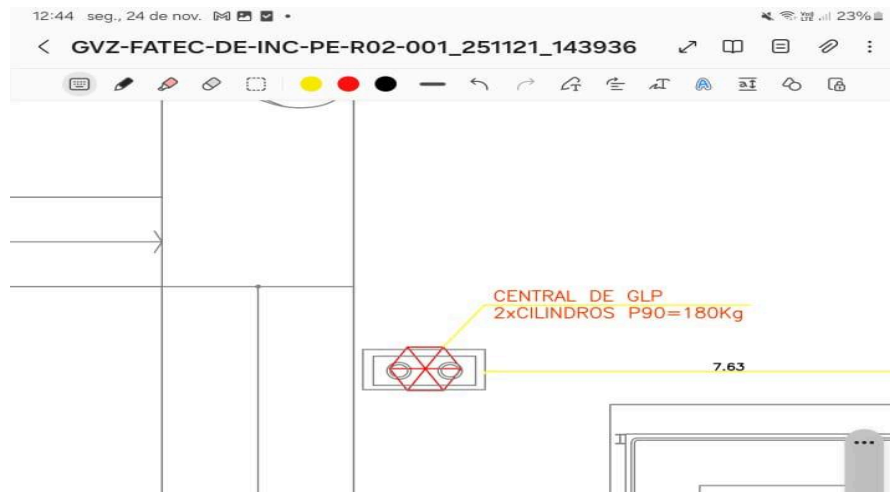 12:44 seg., 24 de nov.
23%
GVZ-FATEC-DE-INC-PE-R02-001_251121_143936
CENTRAL DE GLP
2xCILINDROS P90=180Kg
7.63